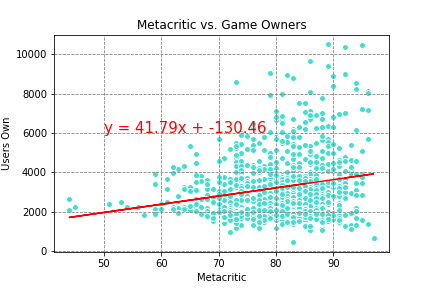 Metacritic vs. Game Owners
10000
8000
6000
4000
2000
0
Users Own
y = 41.79x + -130.46
50
60
70
80
90
Metacritic